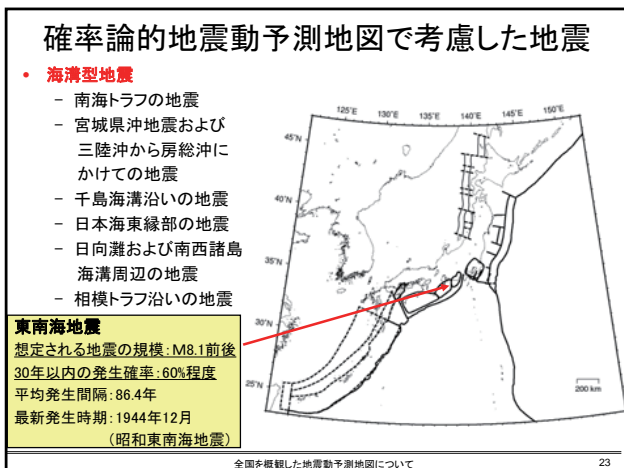 確率論的地震動予測地図で考慮した地震
• 海溝型地震
– 南海トラフの地震
– 宮城県沖地震および
三陸沖から房総沖に
かけての地震
– 千島海溝沿いの地震
– 日本海東縁部の地震
– 日向灘および南西諸島
海溝周辺の地震
– 相模トラフ沿いの地震
東南海地震
想定される地震の規模:M8.1前後
30年以内の発生確率:60%程度
平均発生間隔:86.4年
最新発生時期:1944年12月
(昭和東南海地震)
125˚E
130˚E
135˚E
140˚E
145˚E
150˚E
45˚N
40˚N
35˚N
30˚N
25˚N
200 km
全国を概観した地震動予測地図について
23